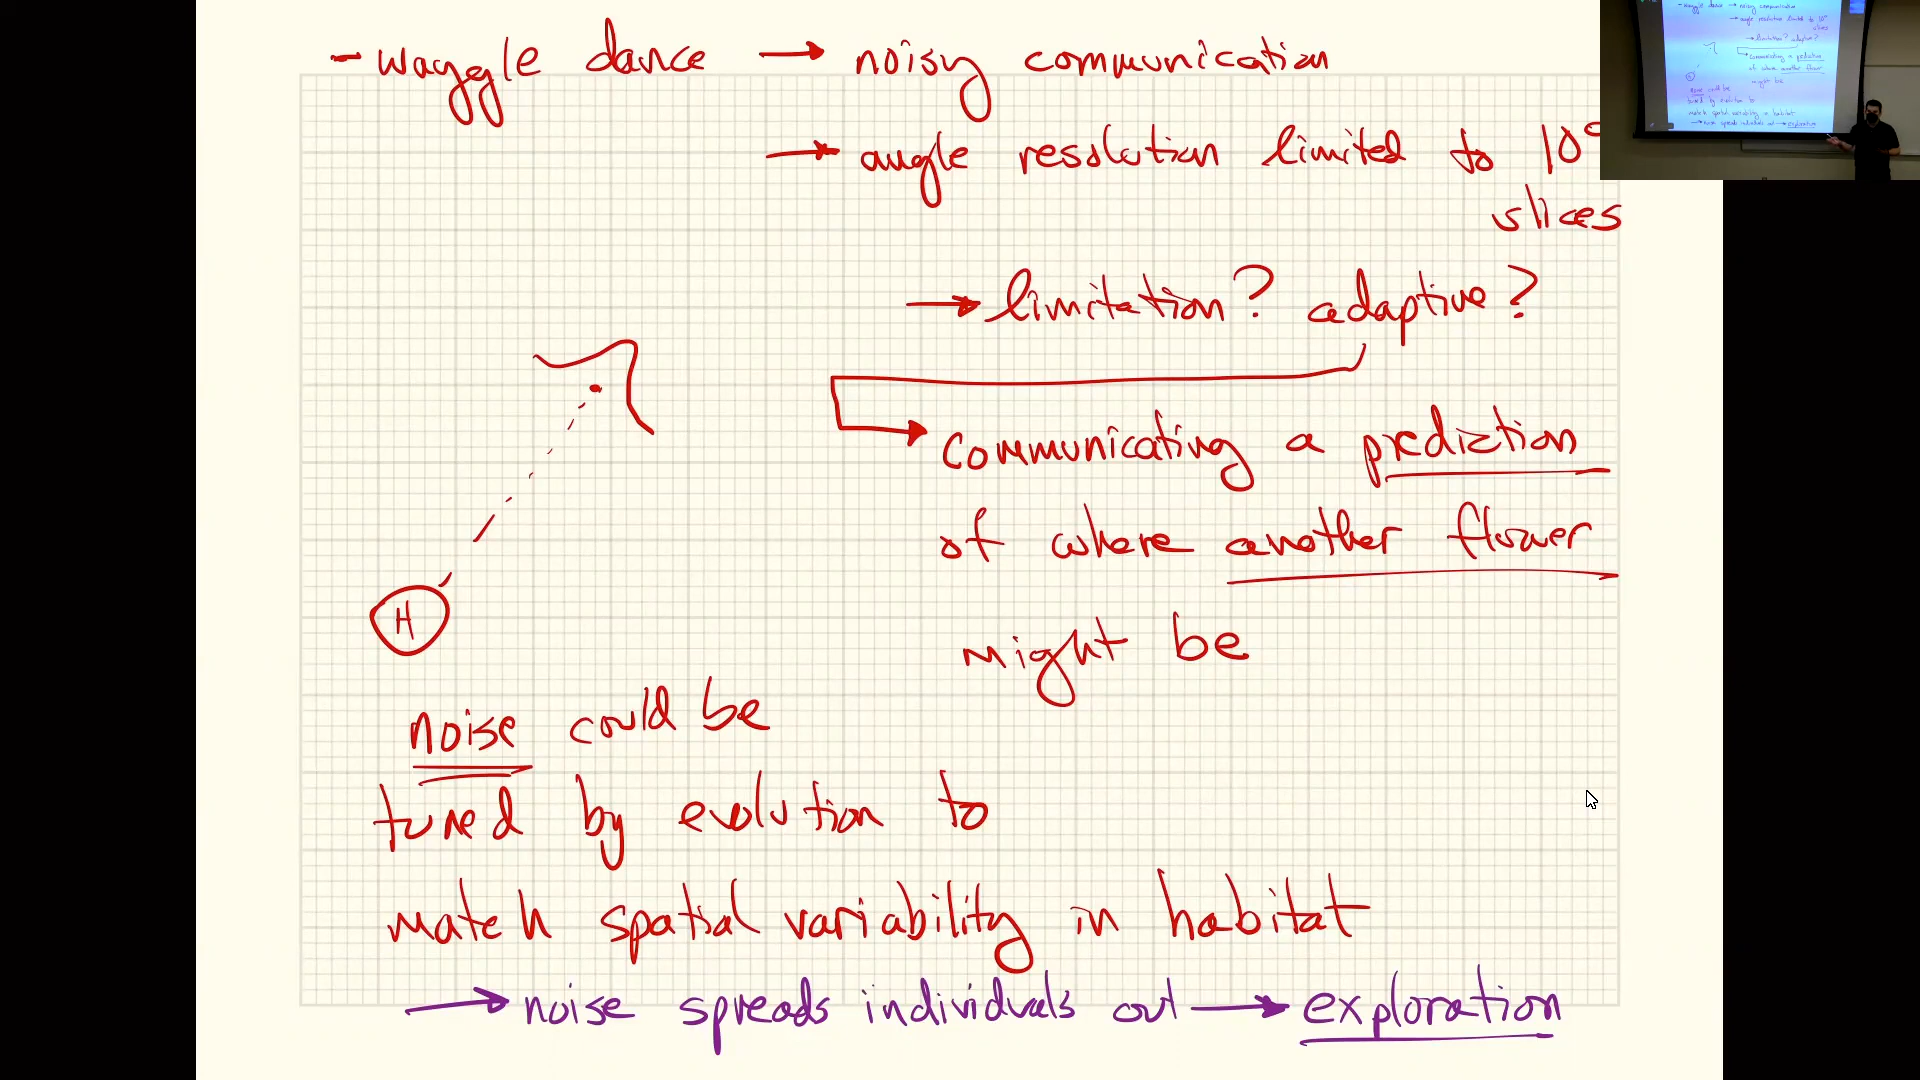 - waggle dance → noisy communication
→ angle resolution limited to 10°
slices
→ limitation? adaptive?
communicating a prediction
of where another flower
might be
H
noise could be
tuned by evolution to
match spatial variability in habitat
→ noise spreads individuals out → exploration